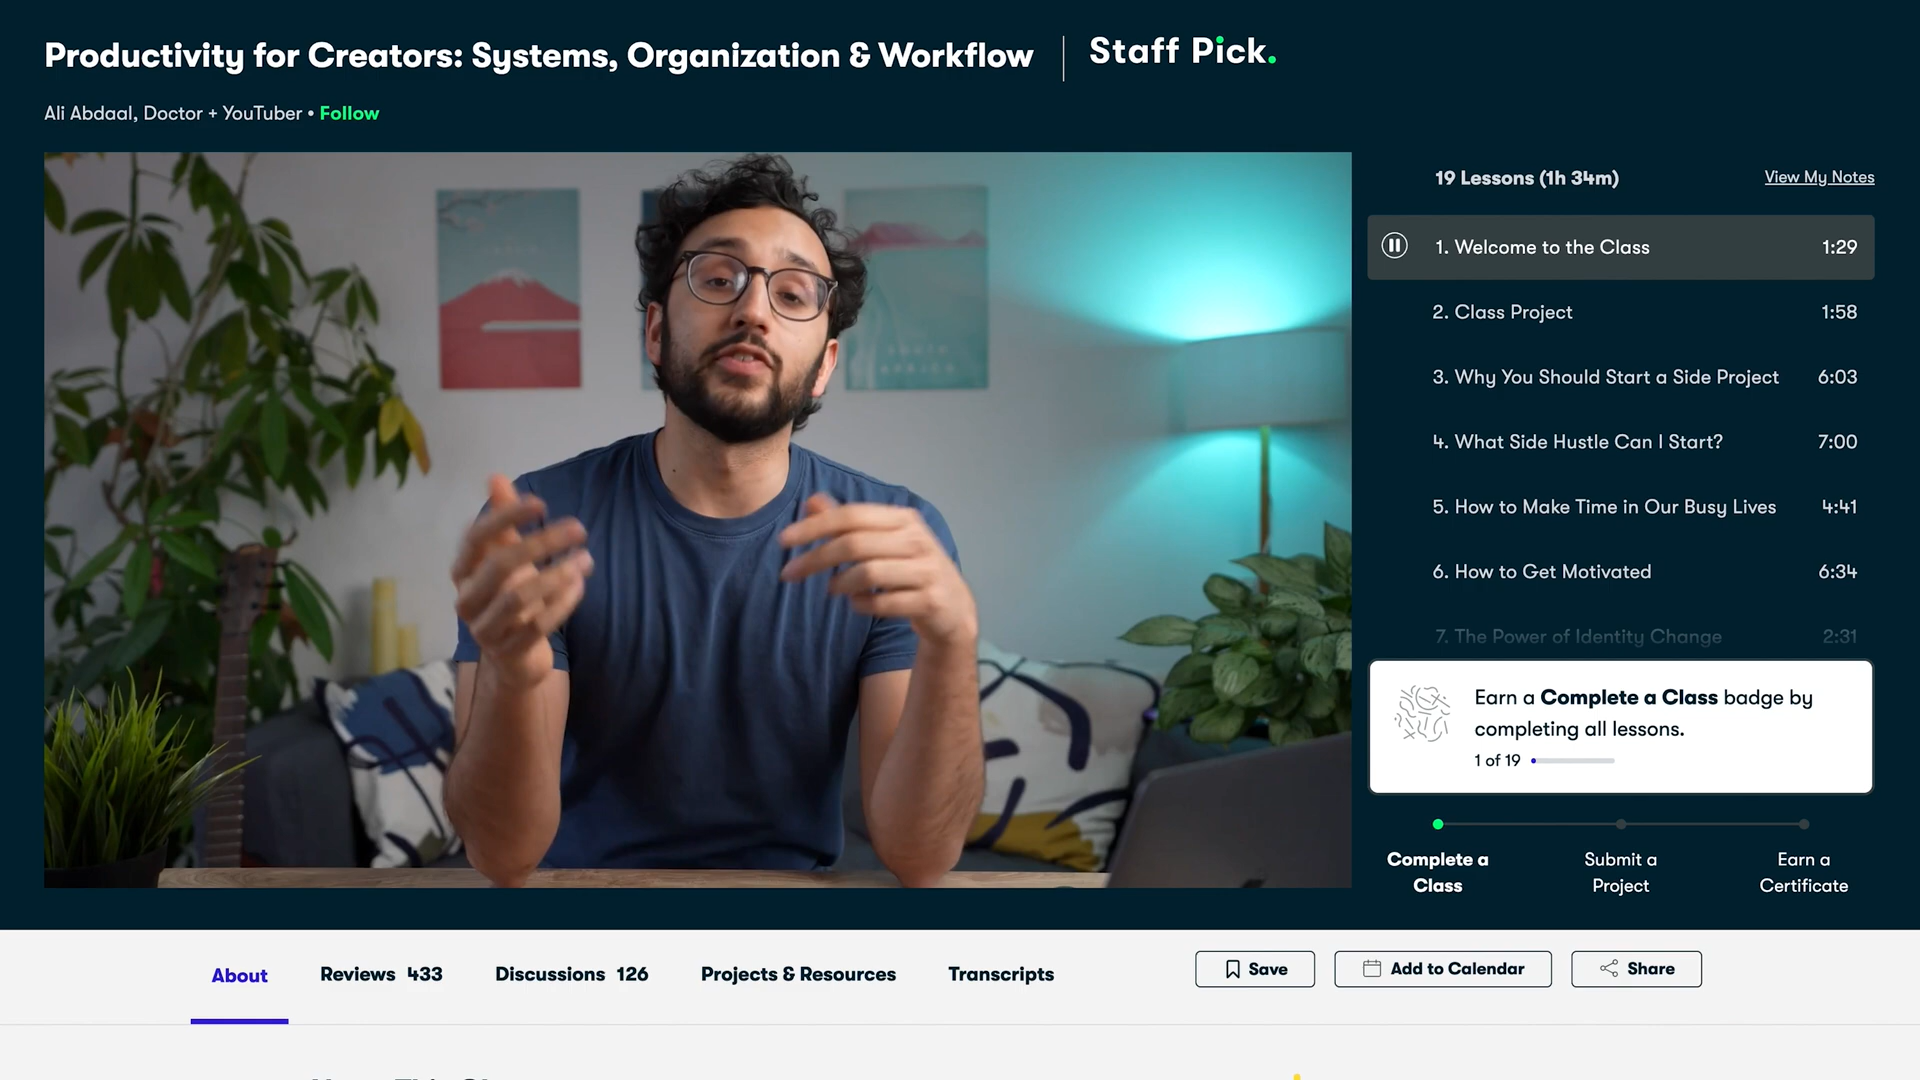 Productivity for Creators: Systems, Organization & Workflow
Staff Pick.
Ali Abdaal, Doctor + YouTuber • Follow
SOUTH
AFRICA
19 Lessons (1h 34m)
View My Notes
1. Welcome to the Class 1:29
2. Class Project 1:58
3. Why You Should Start a Side Project 6:03
4. What Side Hustle Can I Start? 7:00
5. How to Make Time in Our Busy Lives 4:41
6. How to Get Motivated 6:34
7. The Power of Identity Change 2:31
Earn a Complete a Class badge by
completing all lessons.
1 of 19
Complete a
Class
Submit a
Project
Earn a
Certificate
About
Reviews 433
Discussions 126
Projects & Resources
Transcripts
Save
Add to Calendar
Share